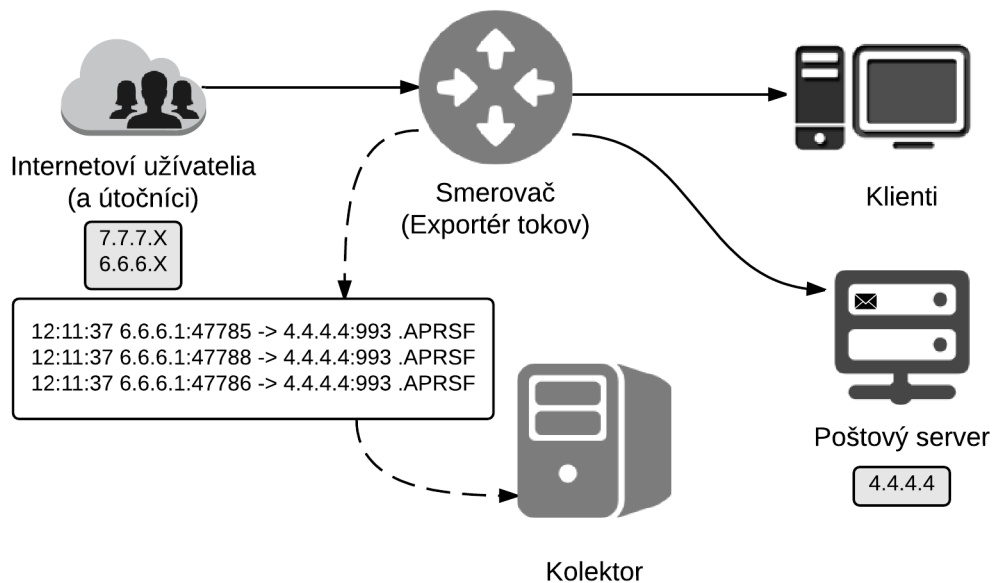 Internetoví užívatelia
(a útočníci)
7.7.7.X
6.6.6.X
Smerovač
(Exportér tokov)
Klienti
12:11:37 6.6.6.1:47785 -> 4.4.4.4:993 .APRSF
12:11:37 6.6.6.1:47788 -> 4.4.4.4:993 .APRSF
12:11:37 6.6.6.1:47786 -> 4.4.4.4:993 .APRSF
Poštový server
4.4.4.4
Kolektor